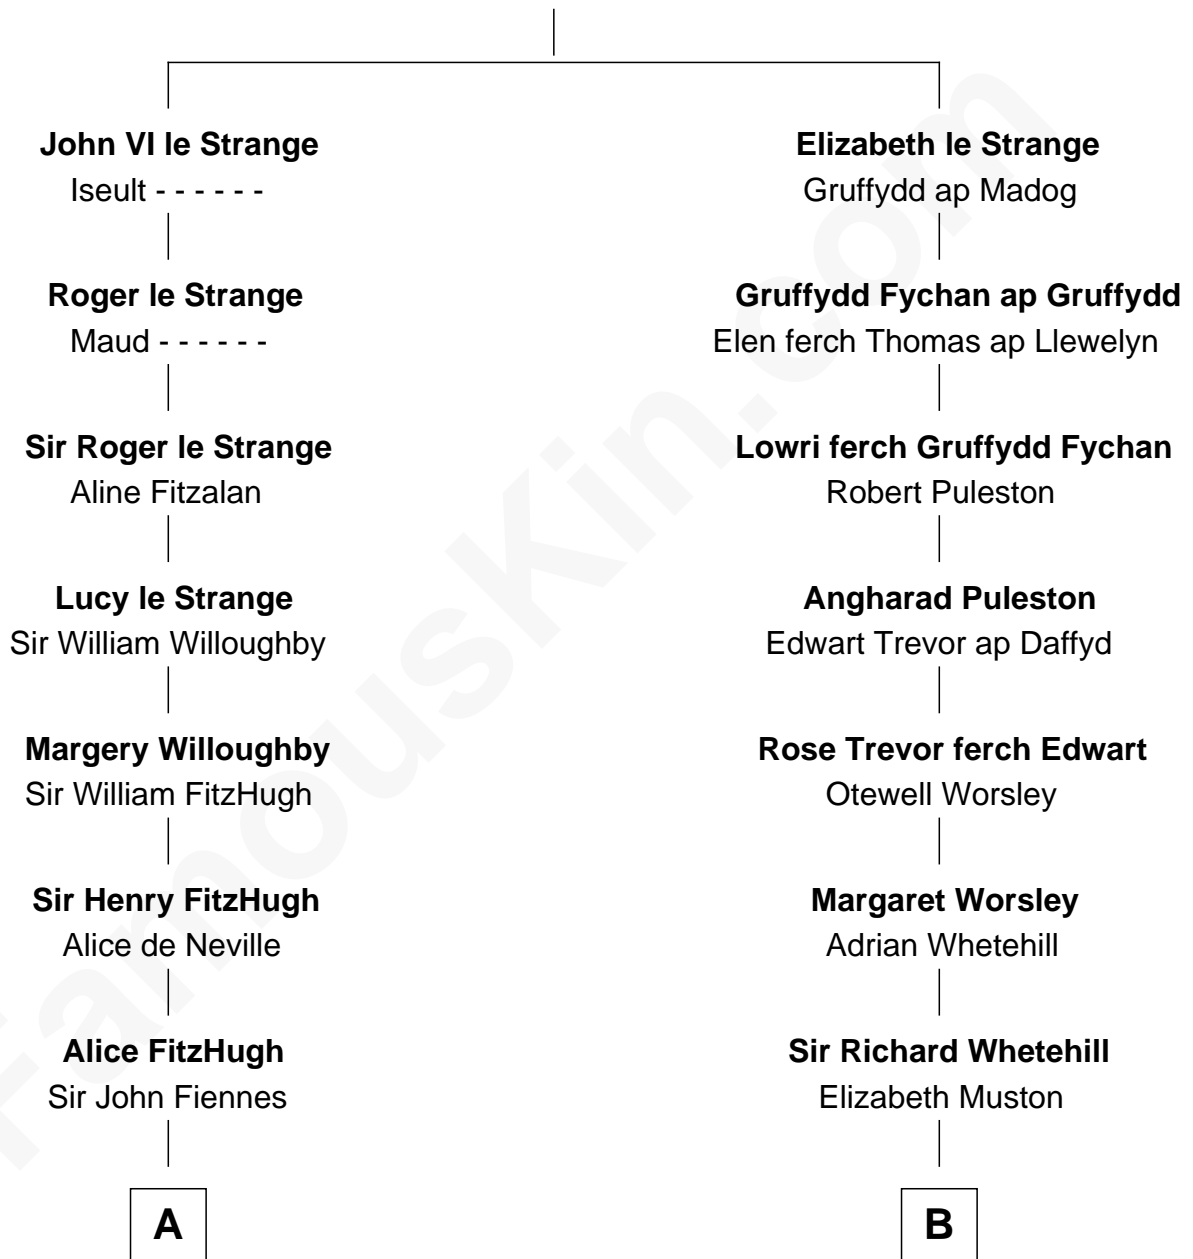 John VI le Strange
Iseult - - - - - -
Elizabeth le Strange
Gruffydd ap Madog
Roger le Strange
Maud - - - - - -
Gruffydd Fychan ap Gruffydd
Elen ferch Thomas ap Llewelyn
Sir Roger le Strange
Aline Fitzalan
Lowri ferch Gruffydd Fychan
Robert Puleston
Lucy le Strange
Sir William Willoughby
Angharad Puleston
Edwart Trevor ap Daffyd
Margery Willoughby
Sir William FitzHugh
Rose Trevor ferch Edwart
Otewell Worsley
Sir Henry FitzHugh
Alice de Neville
Margaret Worsley
Adrian Whetehill
Alice FitzHugh
Sir John Fiennes
Sir Richard Whetehill
Elizabeth Muston
A
B
FamousKin.com